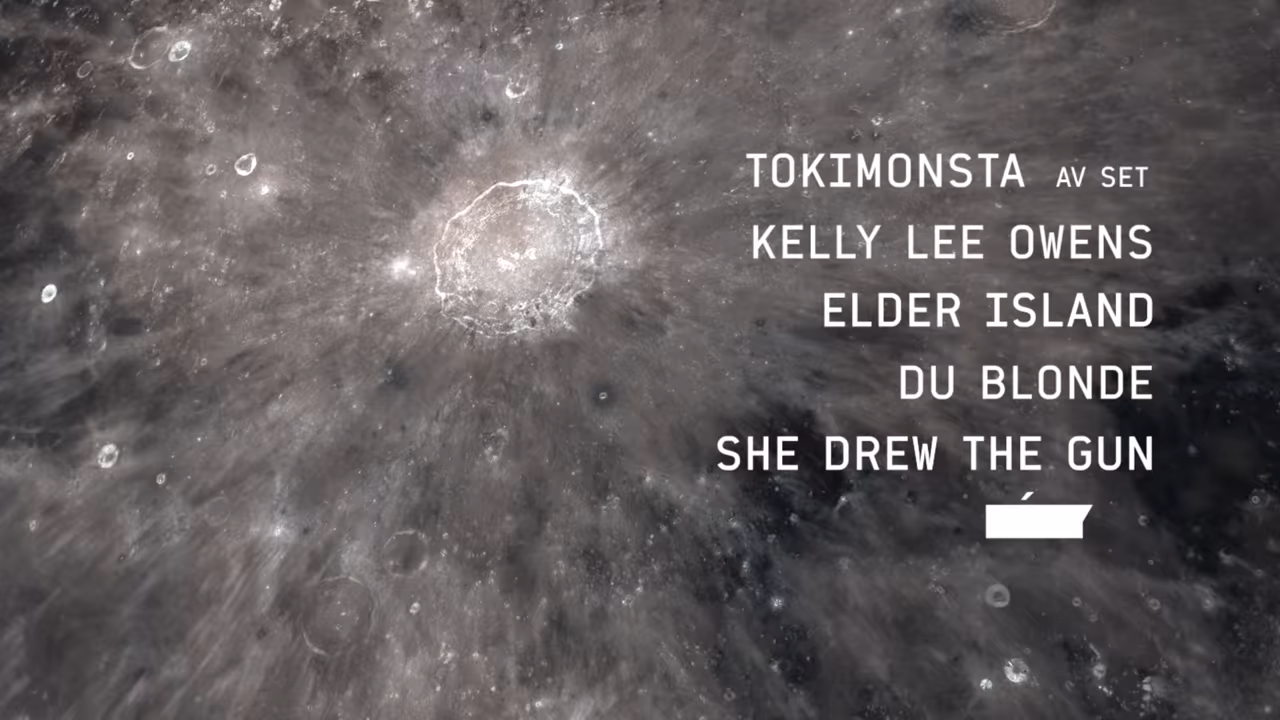 TOKIMONSTA AV SET
KELLY LEE OWENS
ELDER ISLAND
DU BLONDE
SHE DREW THE GUN